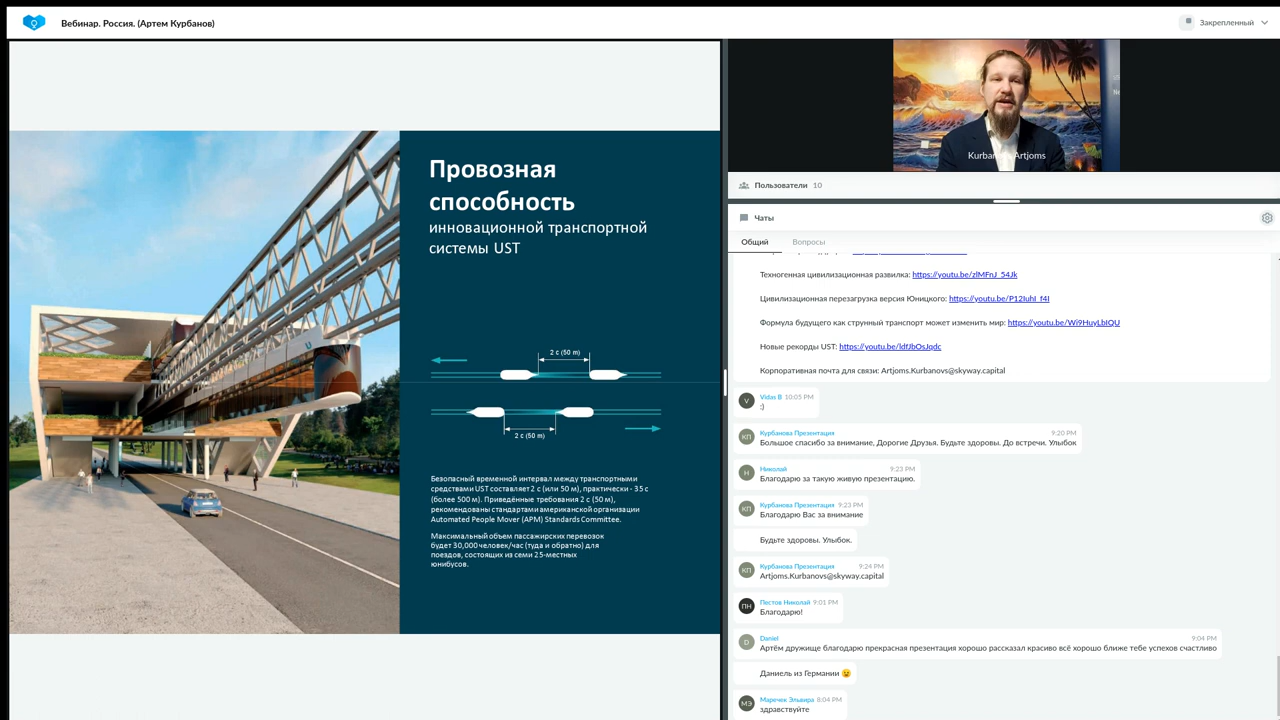 Вебинар. Россия. (Артем Курбанов)
Закрепленный
Провозная
способность
инновационной транспортной
системы UST
2 с (50 m)
2 с (50 m)
Безопасный временной интервал между транспортными
средствами UST составляет 2 с (или 50 м), практически - 35 с
(более 500 м). Приведённые требования 2 с (50 м),
рекомендованы стандартами американской организации
Automated People Mover (APM) Standards Committee.
Максимальный объем пассажирских перевозок
будет 30,000 человек/час (туда и обратно) для
поездов, состоящих из семи 25-местных
юнибусов.
Artjoms
Пользователи 10
Чаты
Общий
Вопросы
Техногенная цивилизационная развилка: https://youtu.be/zlMFnJ_54Jk
Цивилизационная перезагрузка версия Юницкого: https://youtu.be/P12IuhI_f4I
Формула будущего как струнный транспорт может изменить мир: https://youtu.be/Wi9HuyLbIQU
Новые рекорды UST: https://youtu.be/ldfJbOsJqdc
Корпоративная почта для связи: Artjoms.Kurbanovs@skyway.capital
V
Vidas B 10:05 PM
:)
КП
Курбанова Презентация 9:20 PM
Большое спасибо за внимание, Дорогие Друзья. Будьте здоровы. До встречи. Улыбок
Н
Николай 9:23 PM
Благодарю за такую живую презентацию.
КП
Курбанова Презентация 9:23 PM
Благодарю Вас за внимание
Будьте здоровы. Улыбок.
КП
Курбанова Презентация 9:24 PM
Artjoms.Kurbanovs@skyway.capital
ПН
Пестов Николай 9:01 PM
Благодарю!
D
Daniel 9:04 PM
Артём дружище благодарю прекрасная презентация хорошо рассказал красиво всё хорошо ближе тебе успехов счастливо
Даниель из Германии 😉
МЭ
Маречек Эльвира 8:04 PM
здравствуйте